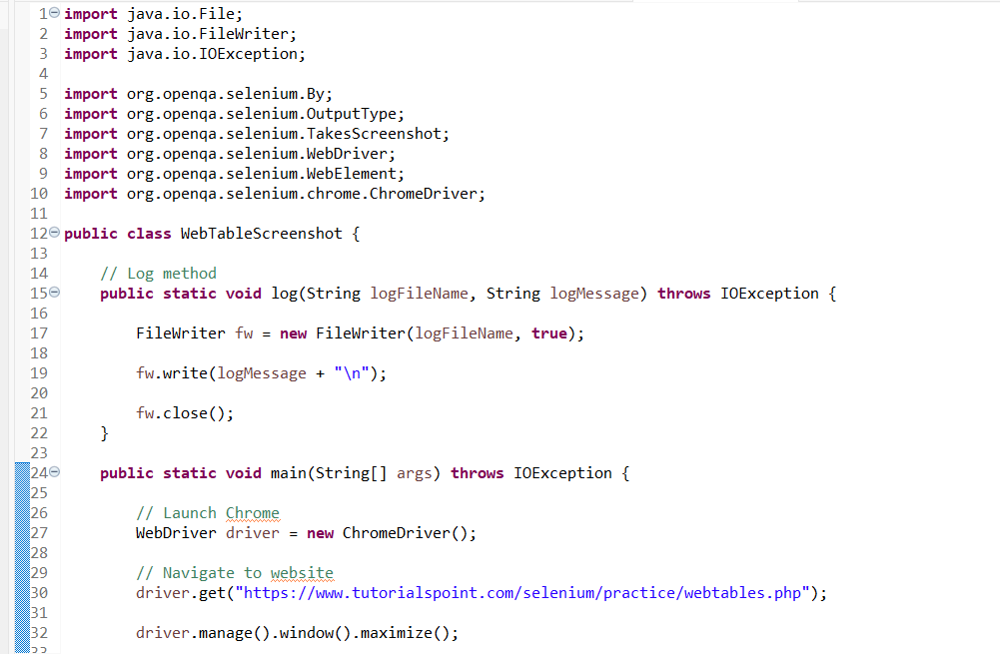 1 import java.io.File;
2 import java.io.FileWriter;
3 import java.io.IOException;
4
5 import org.openqa.selenium.By;
6 import org.openqa.selenium.OutputType;
7 import org.openqa.selenium.TakesScreenshot;
8 import org.openqa.selenium.WebDriver;
9 import org.openqa.selenium.WebElement;
10 import org.openqa.selenium.chrome.ChromeDriver;
11
12 public class WebTableScreenshot {
13
14     // Log method
15     public static void log(String logFileName, String logMessage) throws IOException {
16
17         FileWriter fw = new FileWriter(logFileName, true);
18
19         fw.write(logMessage + "\n");
20
21         fw.close();
22     }
23
24     public static void main(String[] args) throws IOException {
25
26         // Launch Chrome
27         WebDriver driver = new ChromeDriver();
28
29         // Navigate to website
30         driver.get("https://www.tutorialspoint.com/selenium/practice/webtables.php");
31
32         driver.manage().window().maximize();
33